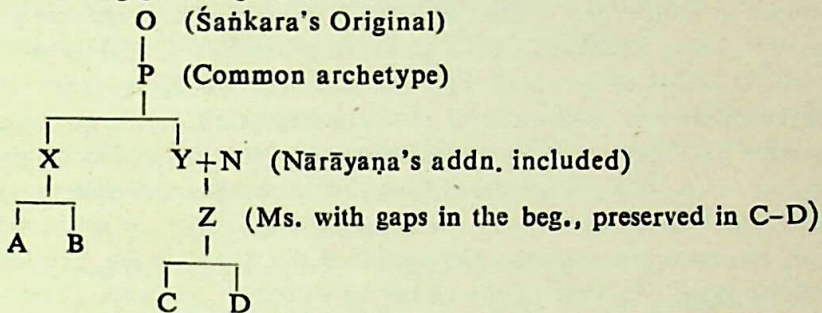 O (Śaṅkara's Original)
P (Common archetype)
X Y+N (Nārāyaṇa's addn. included)
Z (Ms. with gaps in the beg., preserved in C-D)
A B
C D